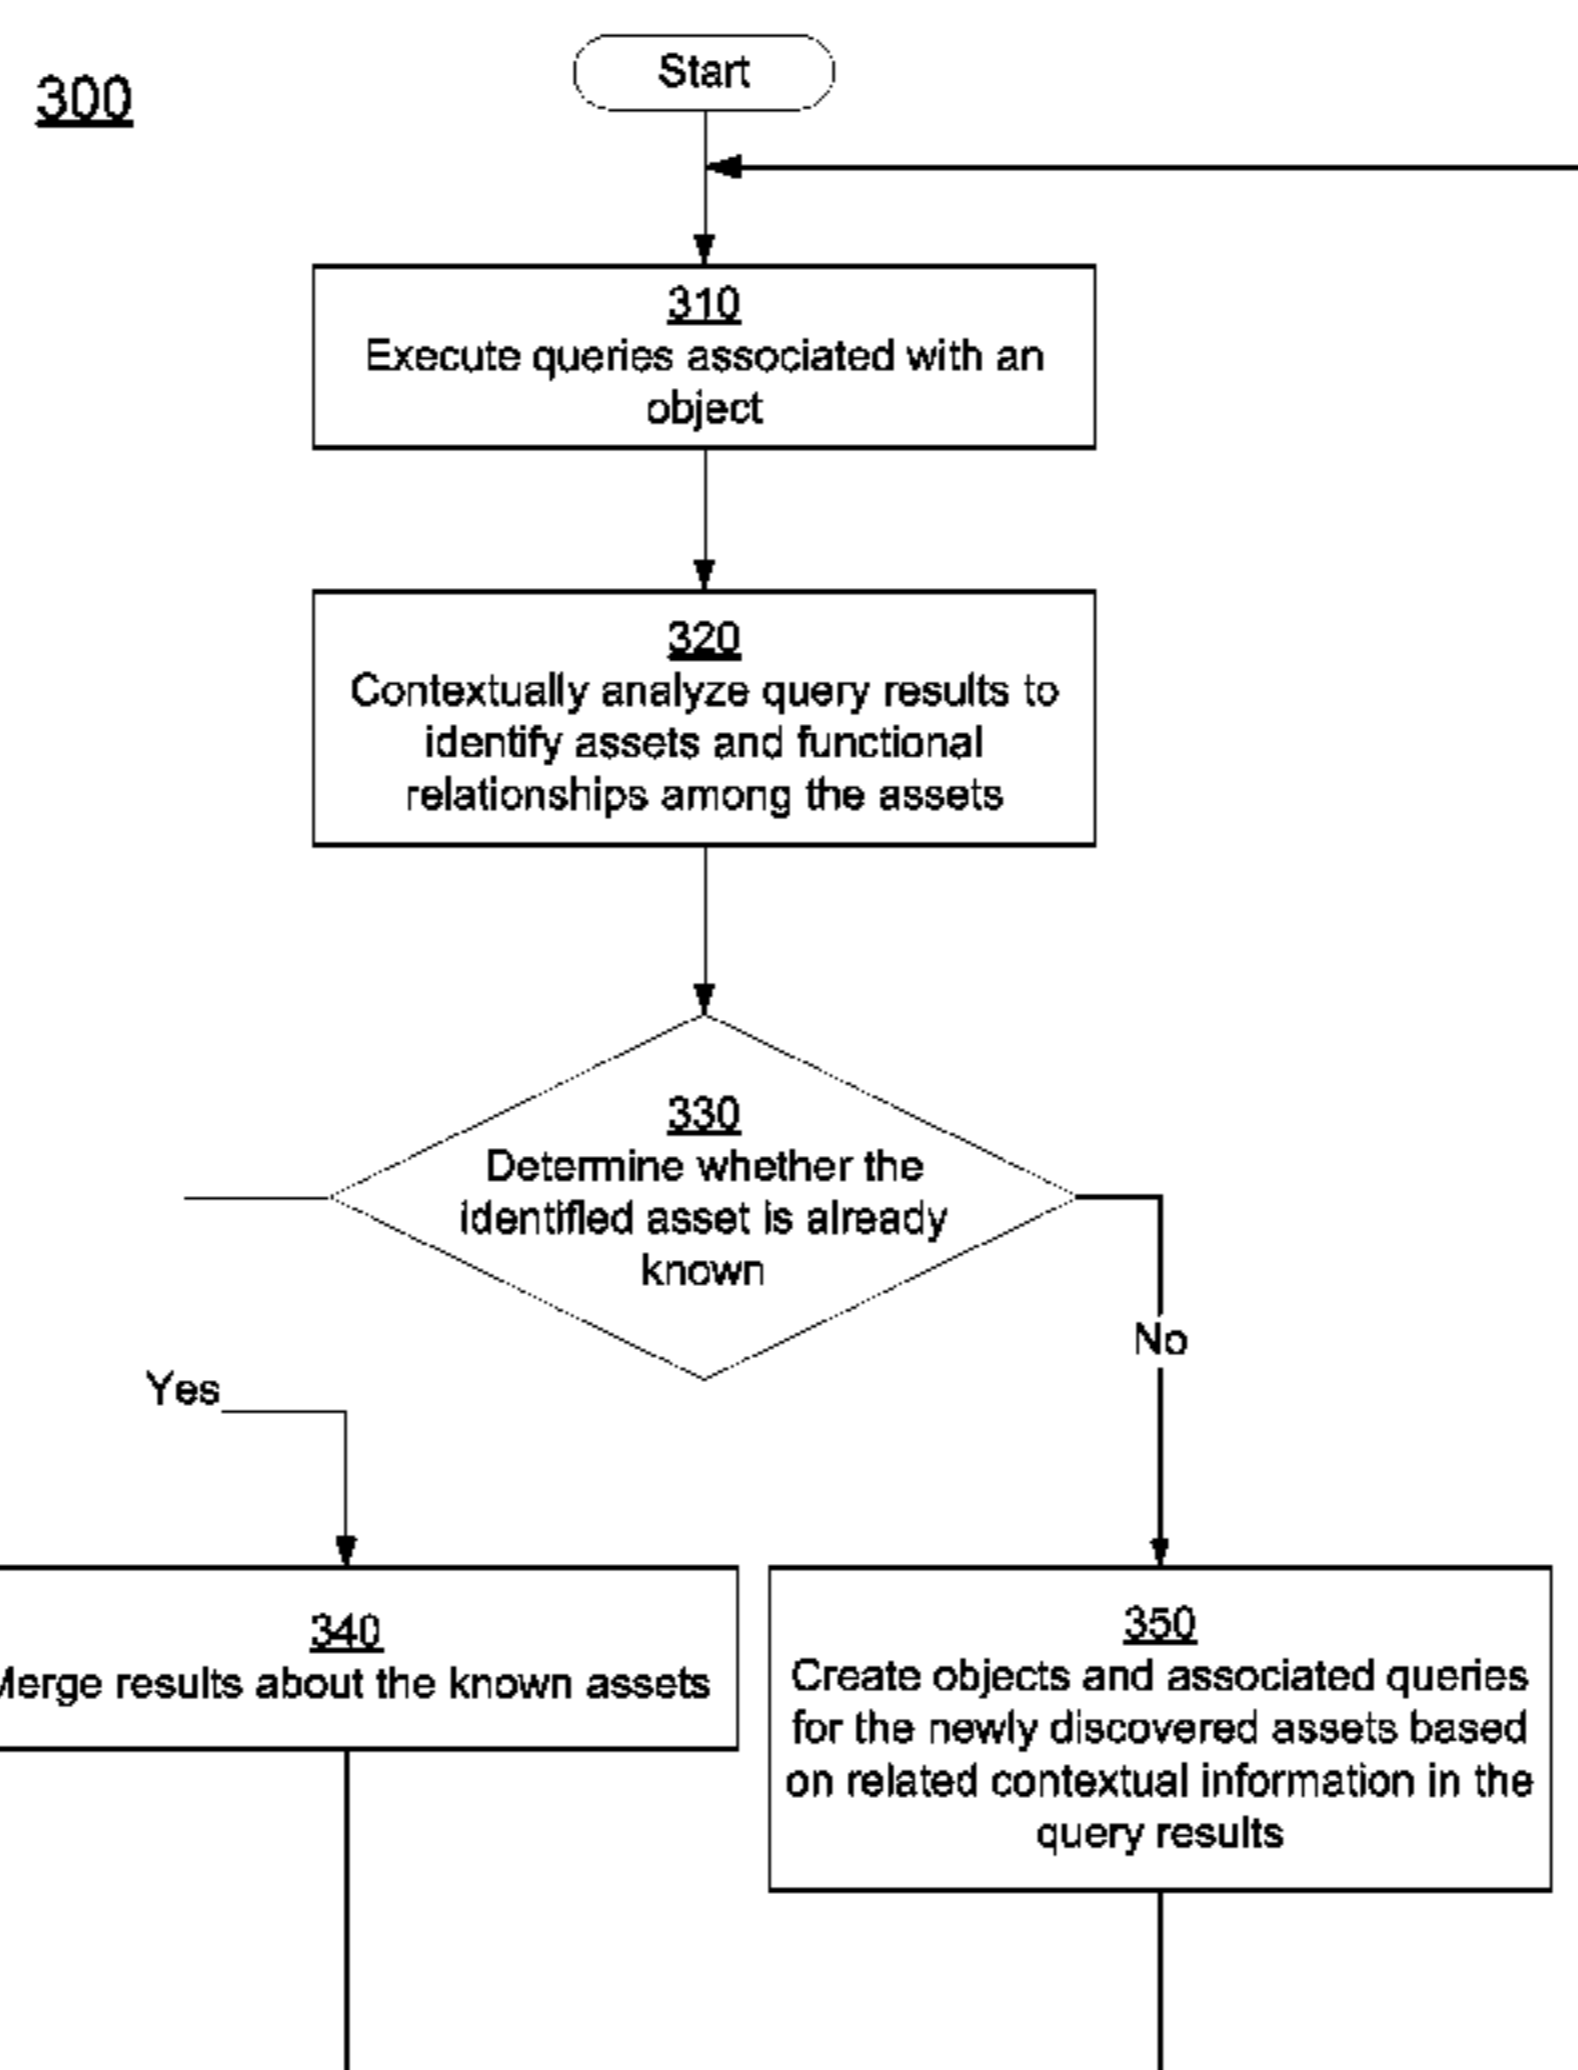 300
Start
310
Execute queries associated with an
object
320
Contextually analyze query results to
identify assets and functional
relationships among the assets
330
Determine whether the
identified asset is already
known
No
Yes
340
Merge results about the known assets
350
Create objects and associated queries
for the newly discovered assets based
on related contextual information in the
query results